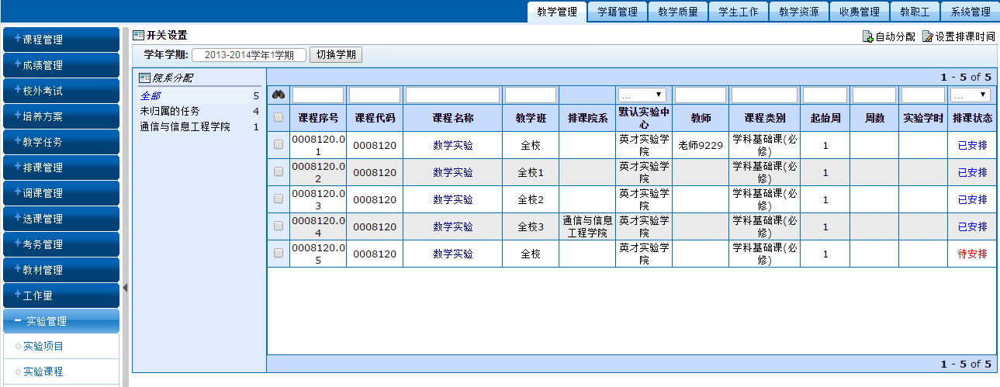 教学管理 学籍管理 教学质量 学生工作 教学资源 收费管理 教职工 系统管理
课程管理
成绩管理
校外考试
培养方案
教学任务
排课管理
调课管理
选课管理
考务管理
教材管理
工作量
实验管理
实验项目
实验课程
开关设置 自动分配 设置排课时间
学年学期: 2013-2014学年1学期 切换学期
院系分配
全部 5
未归属的任务 4
通信与信息工程学院 1
1 - 5 of 5
... ...
课程序号 课程代码 课程名称 教学班 排课院系 默认实验中心 教师 课程类别 起始周 周数 实验学时 排课状态
0008120.01 0008120 数学实验 全校 英才实验学院 老师9229 学科基础课(必修) 1 已安排
0008120.02 0008120 数学实验 全校1 英才实验学院 学科基础课(必修) 1 已安排
0008120.03 0008120 数学实验 全校2 英才实验学院 学科基础课(必修) 1 已安排
0008120.04 0008120 数学实验 全校3 通信与信息工程学院 英才实验学院 学科基础课(必修) 1 已安排
0008120.05 0008120 数学实验 全校 英才实验学院 学科基础课(必修) 1 待安排
1 - 5 of 5